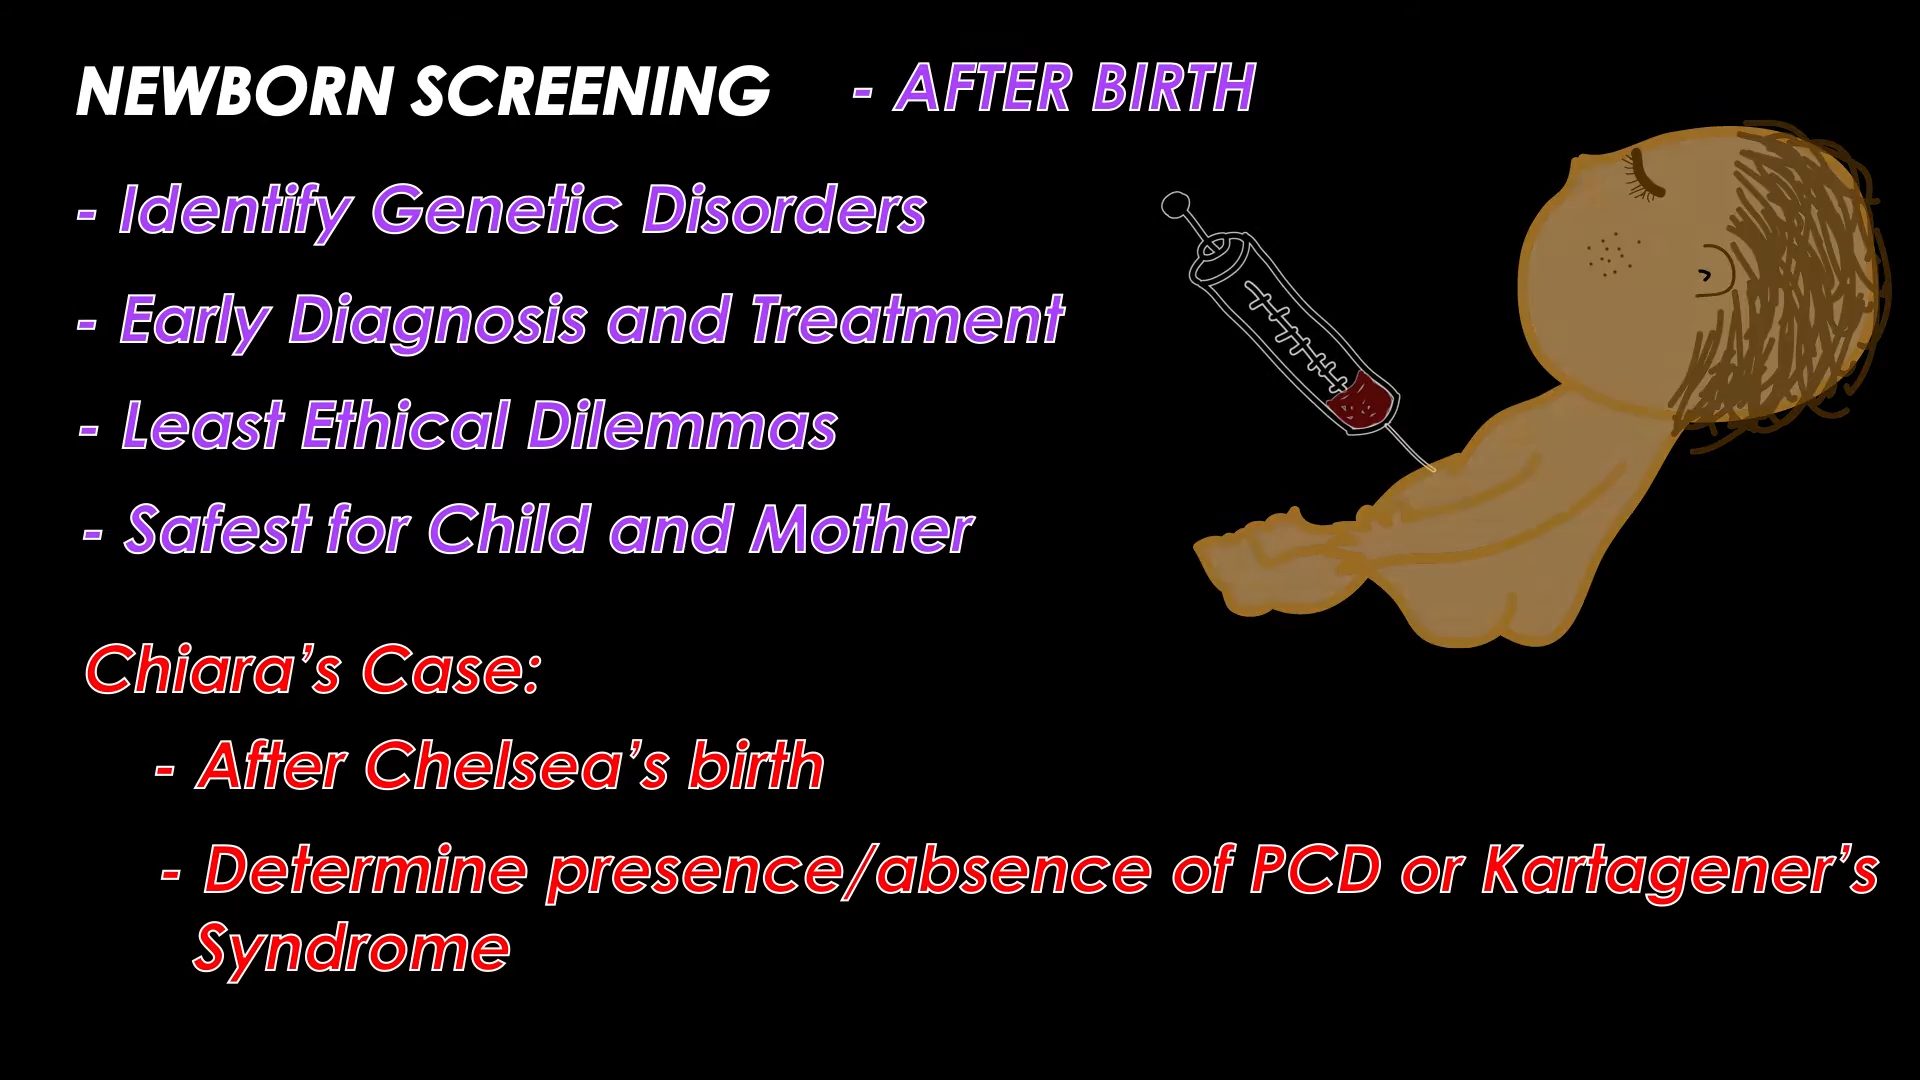 NEWBORN SCREENING - AFTER BIRTH
- Identify Genetic Disorders
- Early Diagnosis and Treatment
- Least Ethical Dilemmas
- Safest for Child and Mother
Chiara’s Case:
- After Chelsea’s birth
- Determine presence/absence of PCD or Kartagener’s
Syndrome